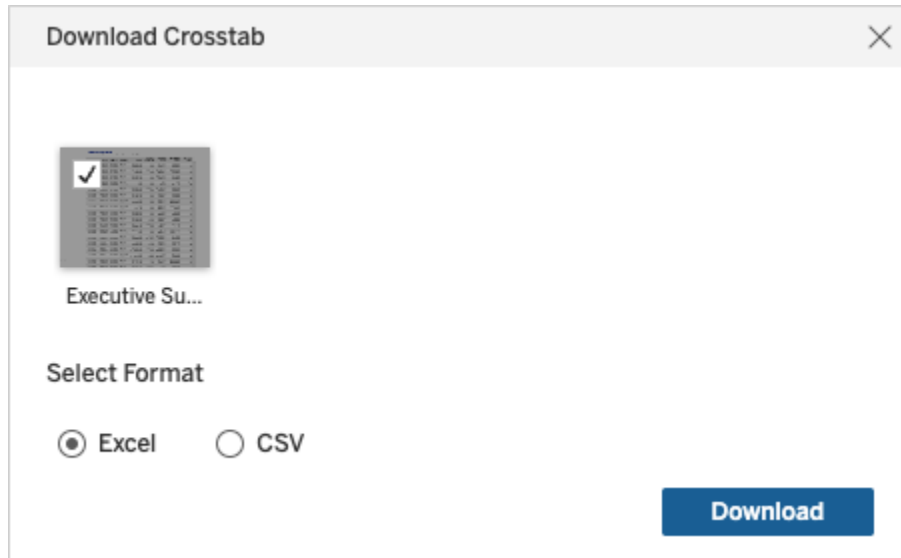 Download Crosstab
Executive Su...
Select Format
Excel
CSV
Download